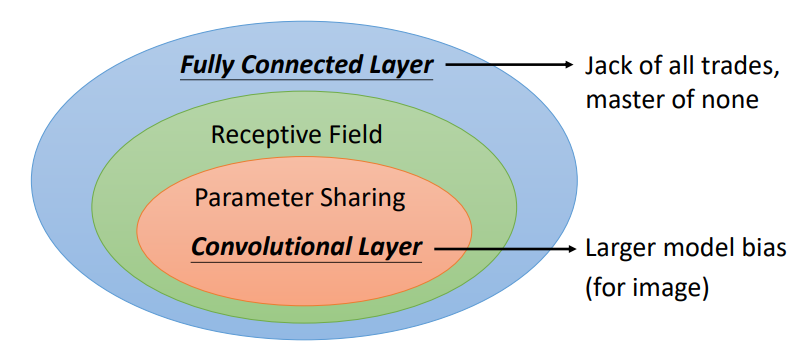 Fully Connected Layer
Jack of all trades,
master of none
Receptive Field
Parameter Sharing
Convolutional Layer
Larger model bias
(for image)